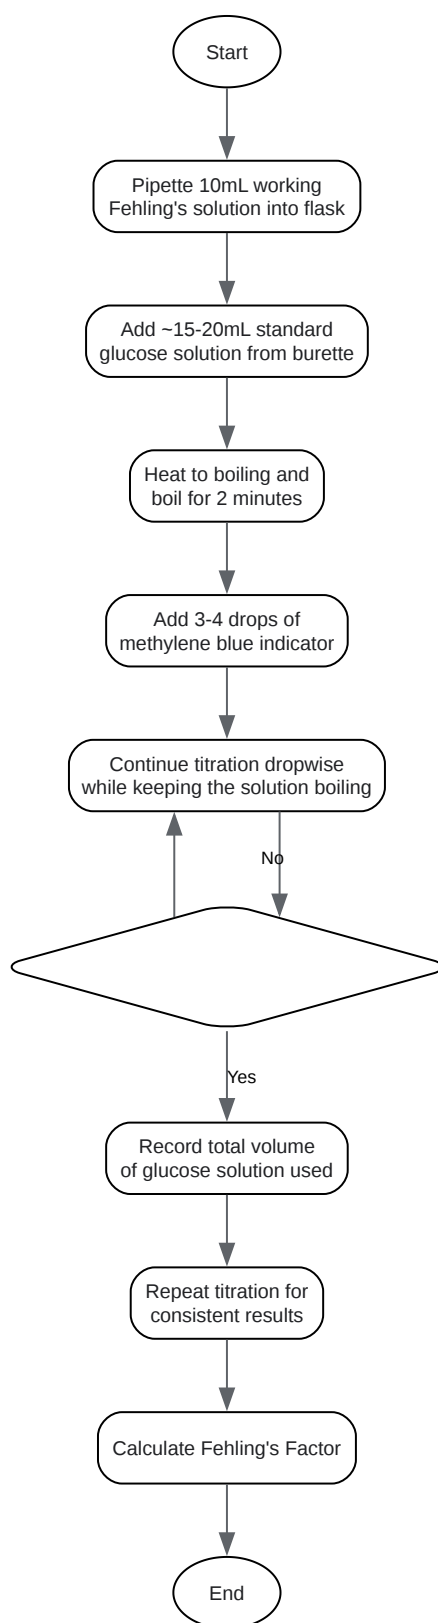 Start
Pipette 10mL working
Fehling's solution into flask
Add ~15-20mL standard
glucose solution from burette
Heat to boiling and
boil for 2 minutes
Add 3-4 drops of
methylene blue indicator
Continue titration dropwise
while keeping the solution boiling
No
Yes
Record total volume
of glucose solution used
Repeat titration for
consistent results
Calculate Fehling's Factor
End